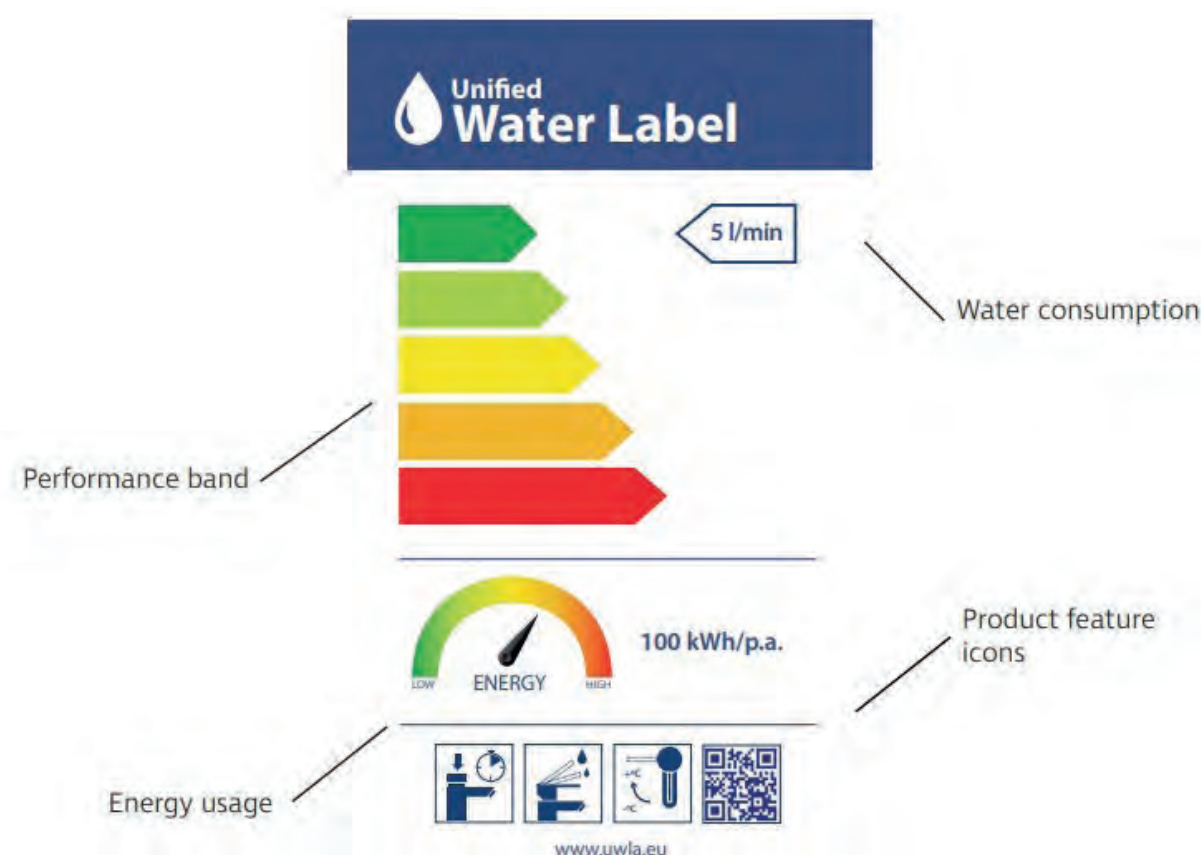 Unified
Water Label
5 l/min
Water consumption
Performance band
100 kWh/p.a.
LOW
ENERGY
HIGH
Product feature
icons
Energy usage
+°C
-°C
www.uwla.eu